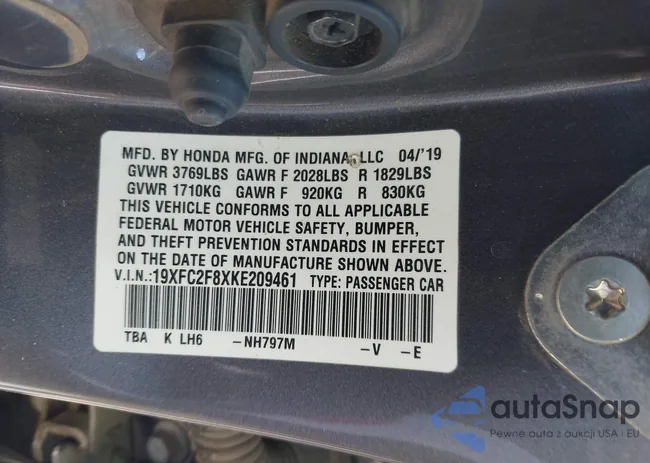 MFD. BY HONDA MFG. OF INDIANA, LLC 04/'19
GVWR 3769LBS GAWR F 2028LBS R 1829LBS
GVWR 1710KG GAWR F 920KG R 830KG
THIS VEHICLE CONFORMS TO ALL APPLICABLE
FEDERAL MOTOR VEHICLE SAFETY, BUMPER,
AND THEFT PREVENTION STANDARDS IN EFFECT
ON THE DATE OF MANUFACTURE SHOWN ABOVE.
V.I.N.:19XFC2F8XKE209461 TYPE: PASSENGER CAR
TBA K LH6 -NH797M -V -E
autaSnap
Pewne auta z aukcji USA i EU